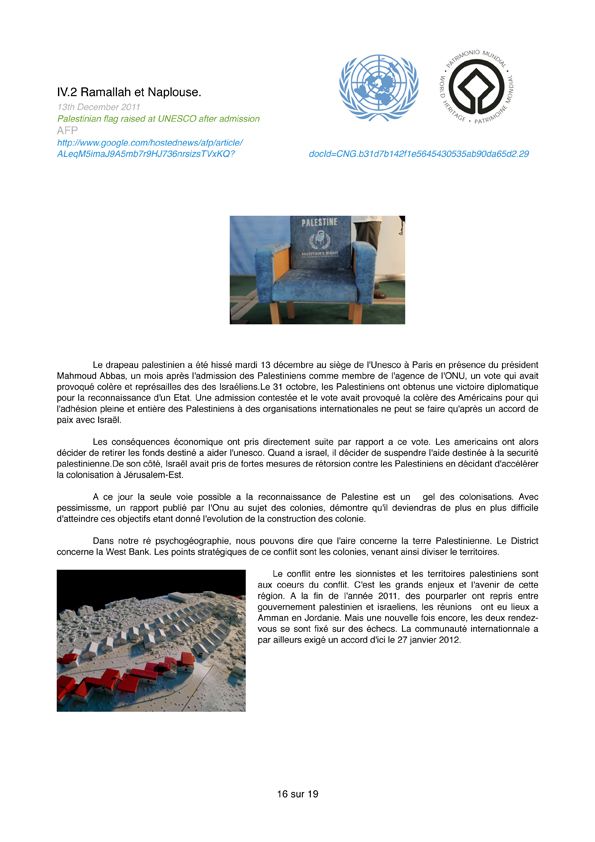 IV.2 Ramallah et Naplouse.
13th December 2011
Palestinian flag raised at UNESCO after admission
AFP
http://www.google.com/hostednews/afp/article/
ALeqM5imaJ9A5mb7r9HJ736nrsizsTVxKQ? docId=CNG.b31d7b142f1e5645430535ab90da65d2.29
PATRIMONIO MUNDIAL • WORLD HERITAGE • PATRIMOINE MONDIAL
PALESTINE
Le drapeau palestinien a été hissé mardi 13 décembre au siège de l'Unesco à Paris en présence du président
Mahmoud Abbas, un mois après l'admission des Palestiniens comme membre de l'agence de l'ONU, un vote qui avait
provoqué colère et représailles des des Israéliens.Le 31 octobre, les Palestiniens ont obtenus une victoire diplomatique
pour la reconnaissance d'un Etat. Une admission contestée et le vote avait provoqué la colère des Américains pour qui
l'adhésion pleine et entière des Palestiniens à des organisations internationales ne peut se faire qu'après un accord de
paix avec Israël.
Les conséquences économique ont pris directement suite par rapport a ce vote. Les americains ont alors
décider de retirer les fonds destiné a aider l'unesco. Quand a israel, il décider de suspendre l'aide destinée à la securité
palestinienne.De son côté, Israël avait pris de fortes mesures de rétorsion contre les Palestiniens en décidant d'accélérer
la colonisation à Jérusalem-Est.
A ce jour la seule voie possible a la reconnaissance de Palestine est un gel des colonisations. Avec
pessimissme, un rapport publié par l'Onu au sujet des colonies, démontre qu'il deviendras de plus en plus difficile
d'atteindre ces objectifs etant donné l'evolution de la construction des colonie.
Dans notre ré psychogéographie, nous pouvons dire que l'aire concerne la terre Palestinienne. Le District
concerne la West Bank. Les points stratégiques de ce conflit sont les colonies, venant ainsi diviser le territoires.
Le conflit entre les sionnistes et les territoires palestiniens sont
aux coeurs du conflit. C'est les grands enjeux et l'avenir de cette
région. A la fin de l'année 2011, des pourparler ont repris entre
gouvernement palestinien et israeliens, les réunions ont eu lieux a
Amman en Jordanie. Mais une nouvelle fois encore, les deux rendez-
vous se sont fixé sur des échecs. La communauté internationnale a
par ailleurs exigé un accord d'ici le 27 janvier 2012.
16 sur 19